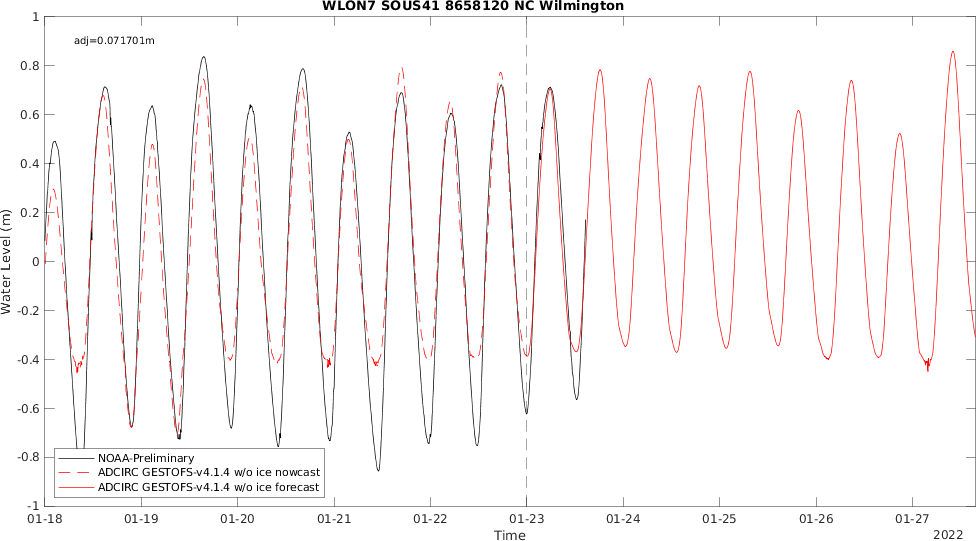 WLON7 SOUS41 8658120 NC Wilmington
adj=0.071701m
1
0.8
0.6
0.4
0.2
0
-0.2
-0.4
-0.6
-0.8
-1
Water Level (m)
NOAA-Preliminary
ADCIRC GESTOFS-v4.1.4 w/o ice nowcast
ADCIRC GESTOFS-v4.1.4 w/o ice forecast
01-18 01-19 01-20 01-21 01-22 01-23 01-24 01-25 01-26 01-27
Time
2022